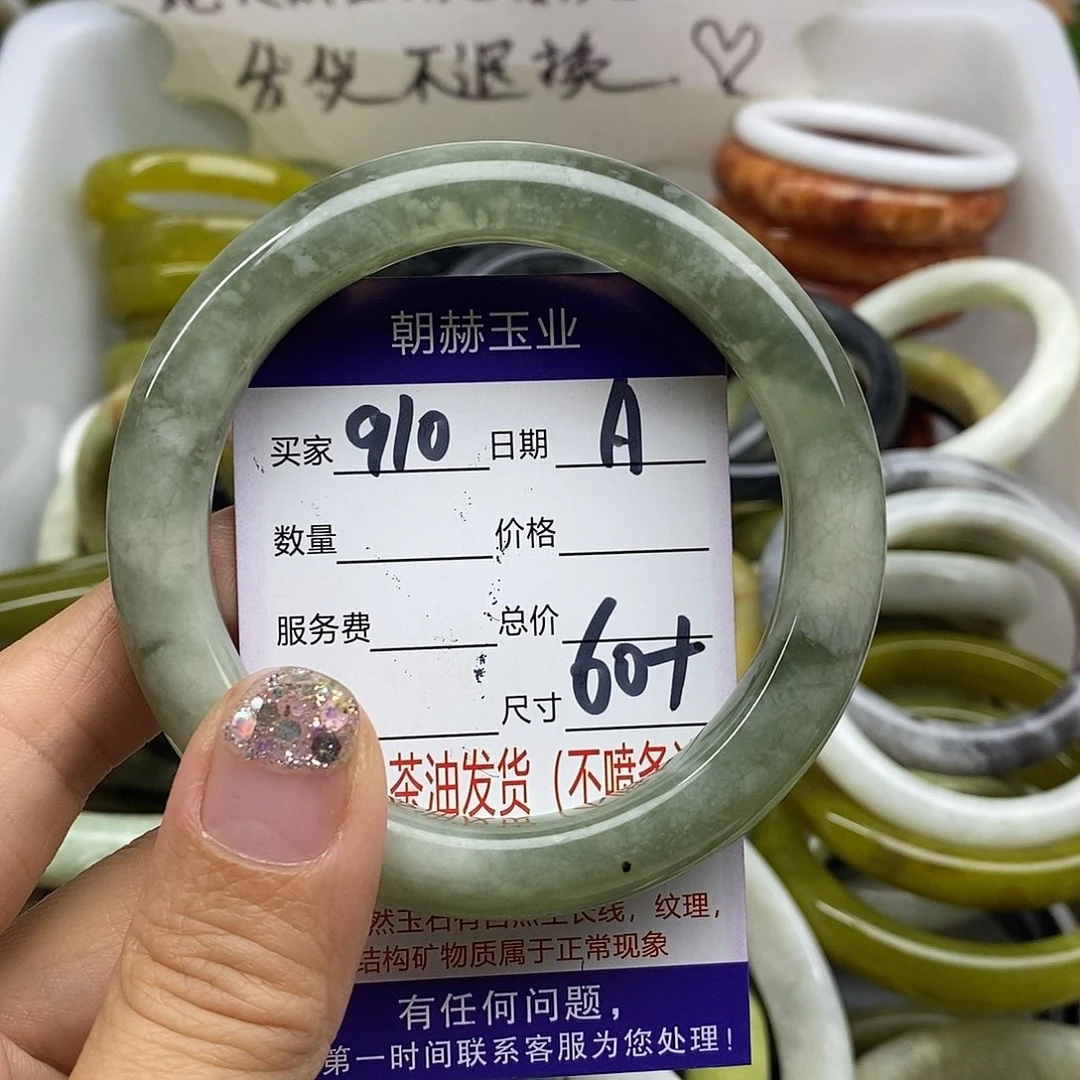 不退换
朝赫玉业
买家 910 日期 A
数量 价格
服务费 总价
尺寸 60+
茶油发货（不喷
然玉石有自然生长线，纹理，
结构矿物质属于正常现象
有任何问题，
第一时间联系客服为您处理！